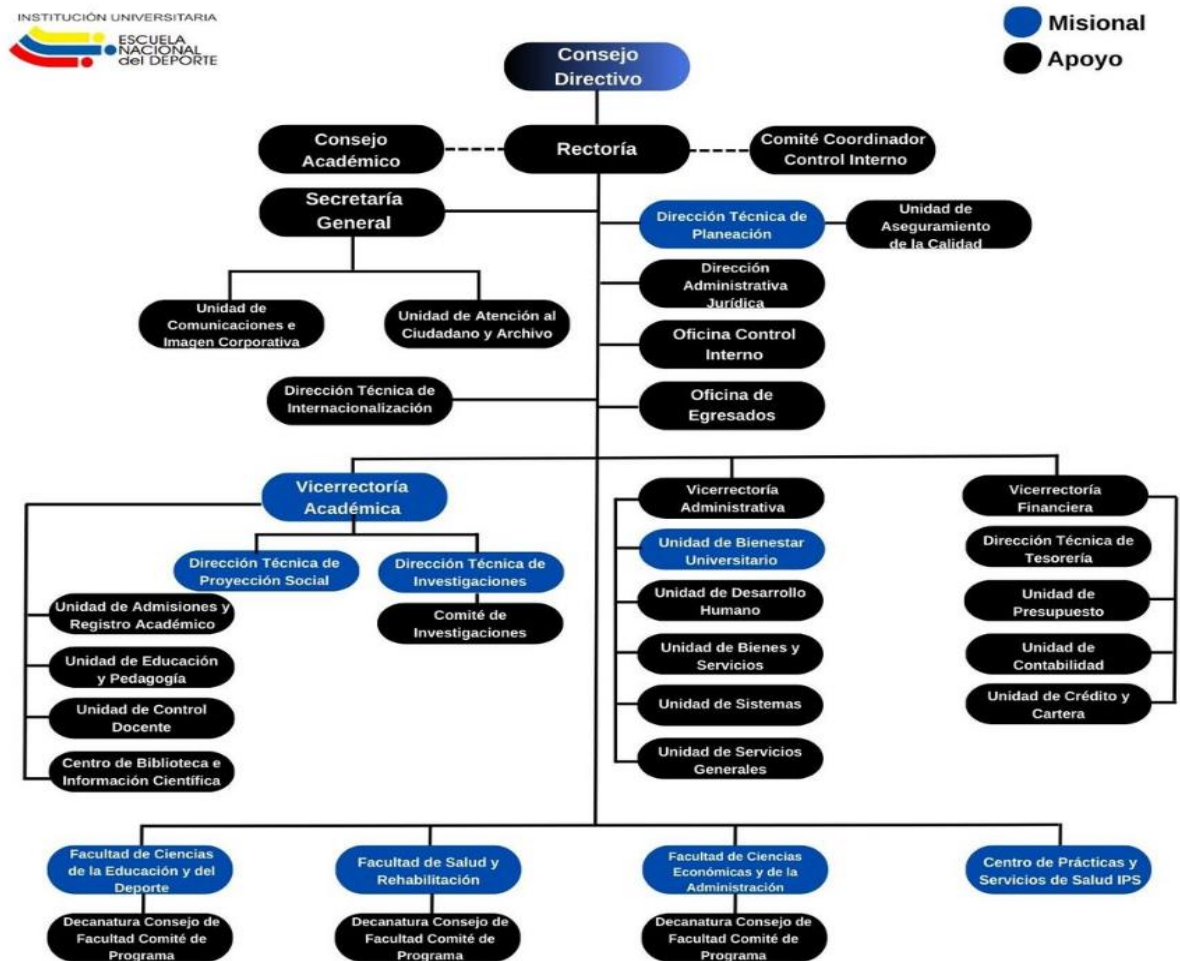 INSTITUCIÓN UNIVERSITARIA
ESCUELA
NACIONAL
del DEPORTE
Misional
Apoyo
Consejo
Directivo
Consejo
Académico
Rectoría
Comité Coordinador
Control Interno
Secretaría
General
Dirección Técnica de
Planeación
Unidad de
Aseguramiento
de la Calidad
Dirección
Administrativa
Jurídica
Unidad de
Comunicaciones e
Imagen Corporativa
Unidad de Atención al
Ciudadano y Archivo
Oficina Control
Interno
Dirección Técnica de
Internacionalización
Oficina de
Egresados
Vicerrectoría
Académica
Vicerrectoría
Administrativa
Vicerrectoría
Financiera
Dirección Técnica de
Proyección Social
Dirección Técnica de
Investigaciones
Comité de
Investigaciones
Unidad de Admisiones y
Registro Académico
Unidad de Educación
y Pedagogía
Unidad de Control
Docente
Centro de Biblioteca e
Información Científica
Unidad de Bienestar
Universitario
Unidad de Desarrollo
Humano
Unidad de Bienes y
Servicios
Unidad de Sistemas
Unidad de Servicios
Generales
Dirección Técnica de
Tesorería
Unidad de
Presupuesto
Unidad de
Contabilidad
Unidad de Crédito y
Cartera
Facultad de Ciencias
de la Educación y del
Deporte
Facultad de Salud y
Rehabilitación
Facultad de Ciencias
Económicas y de la
Administración
Centro de Prácticas y
Servicios de Salud IPS
Decanatura Consejo de
Facultad Comité de
Programa
Decanatura Consejo de
Facultad Comité de
Programa
Decanatura Consejo de
Facultad Comité de
Programa